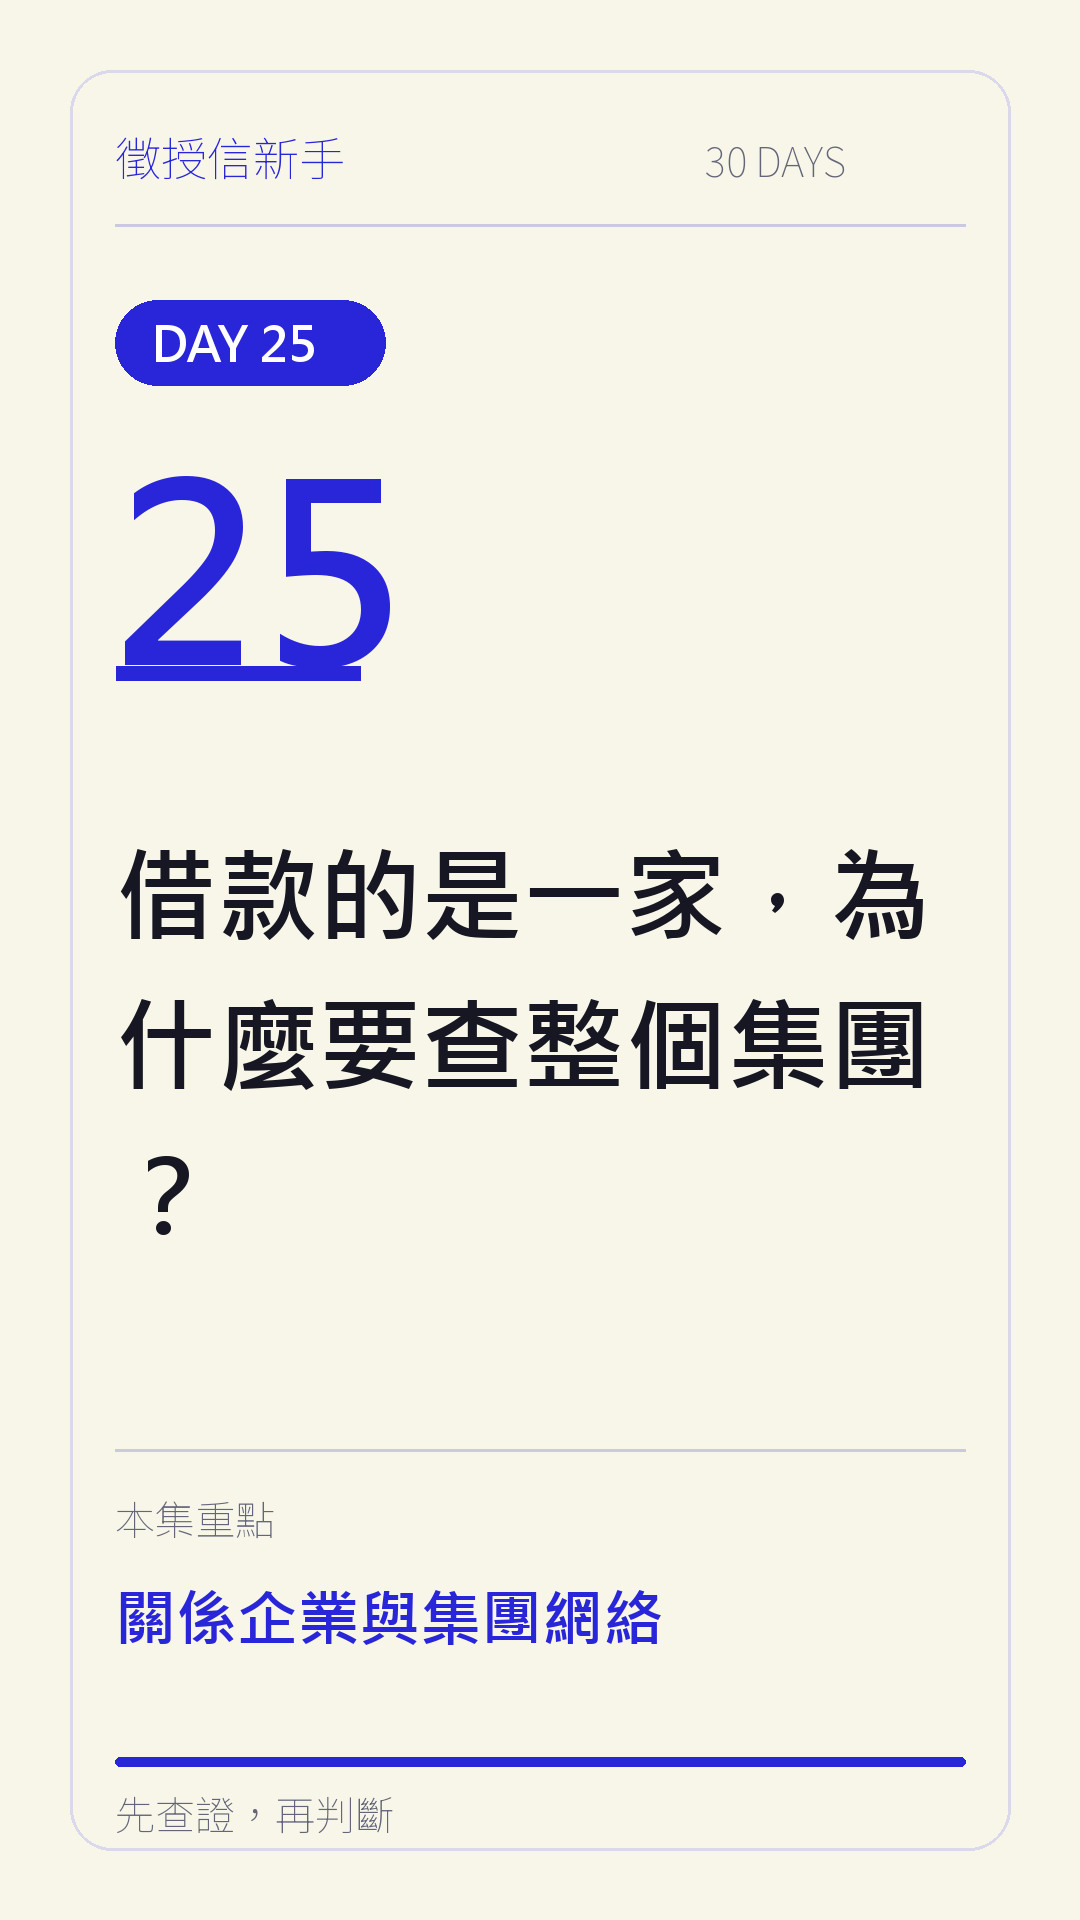 徵授信新手
30 DAYS
DAY 25
25
借款的是一家，為
什麼要查整個集團
？
本集重點
關係企業與集團網絡
先查證，再判斷